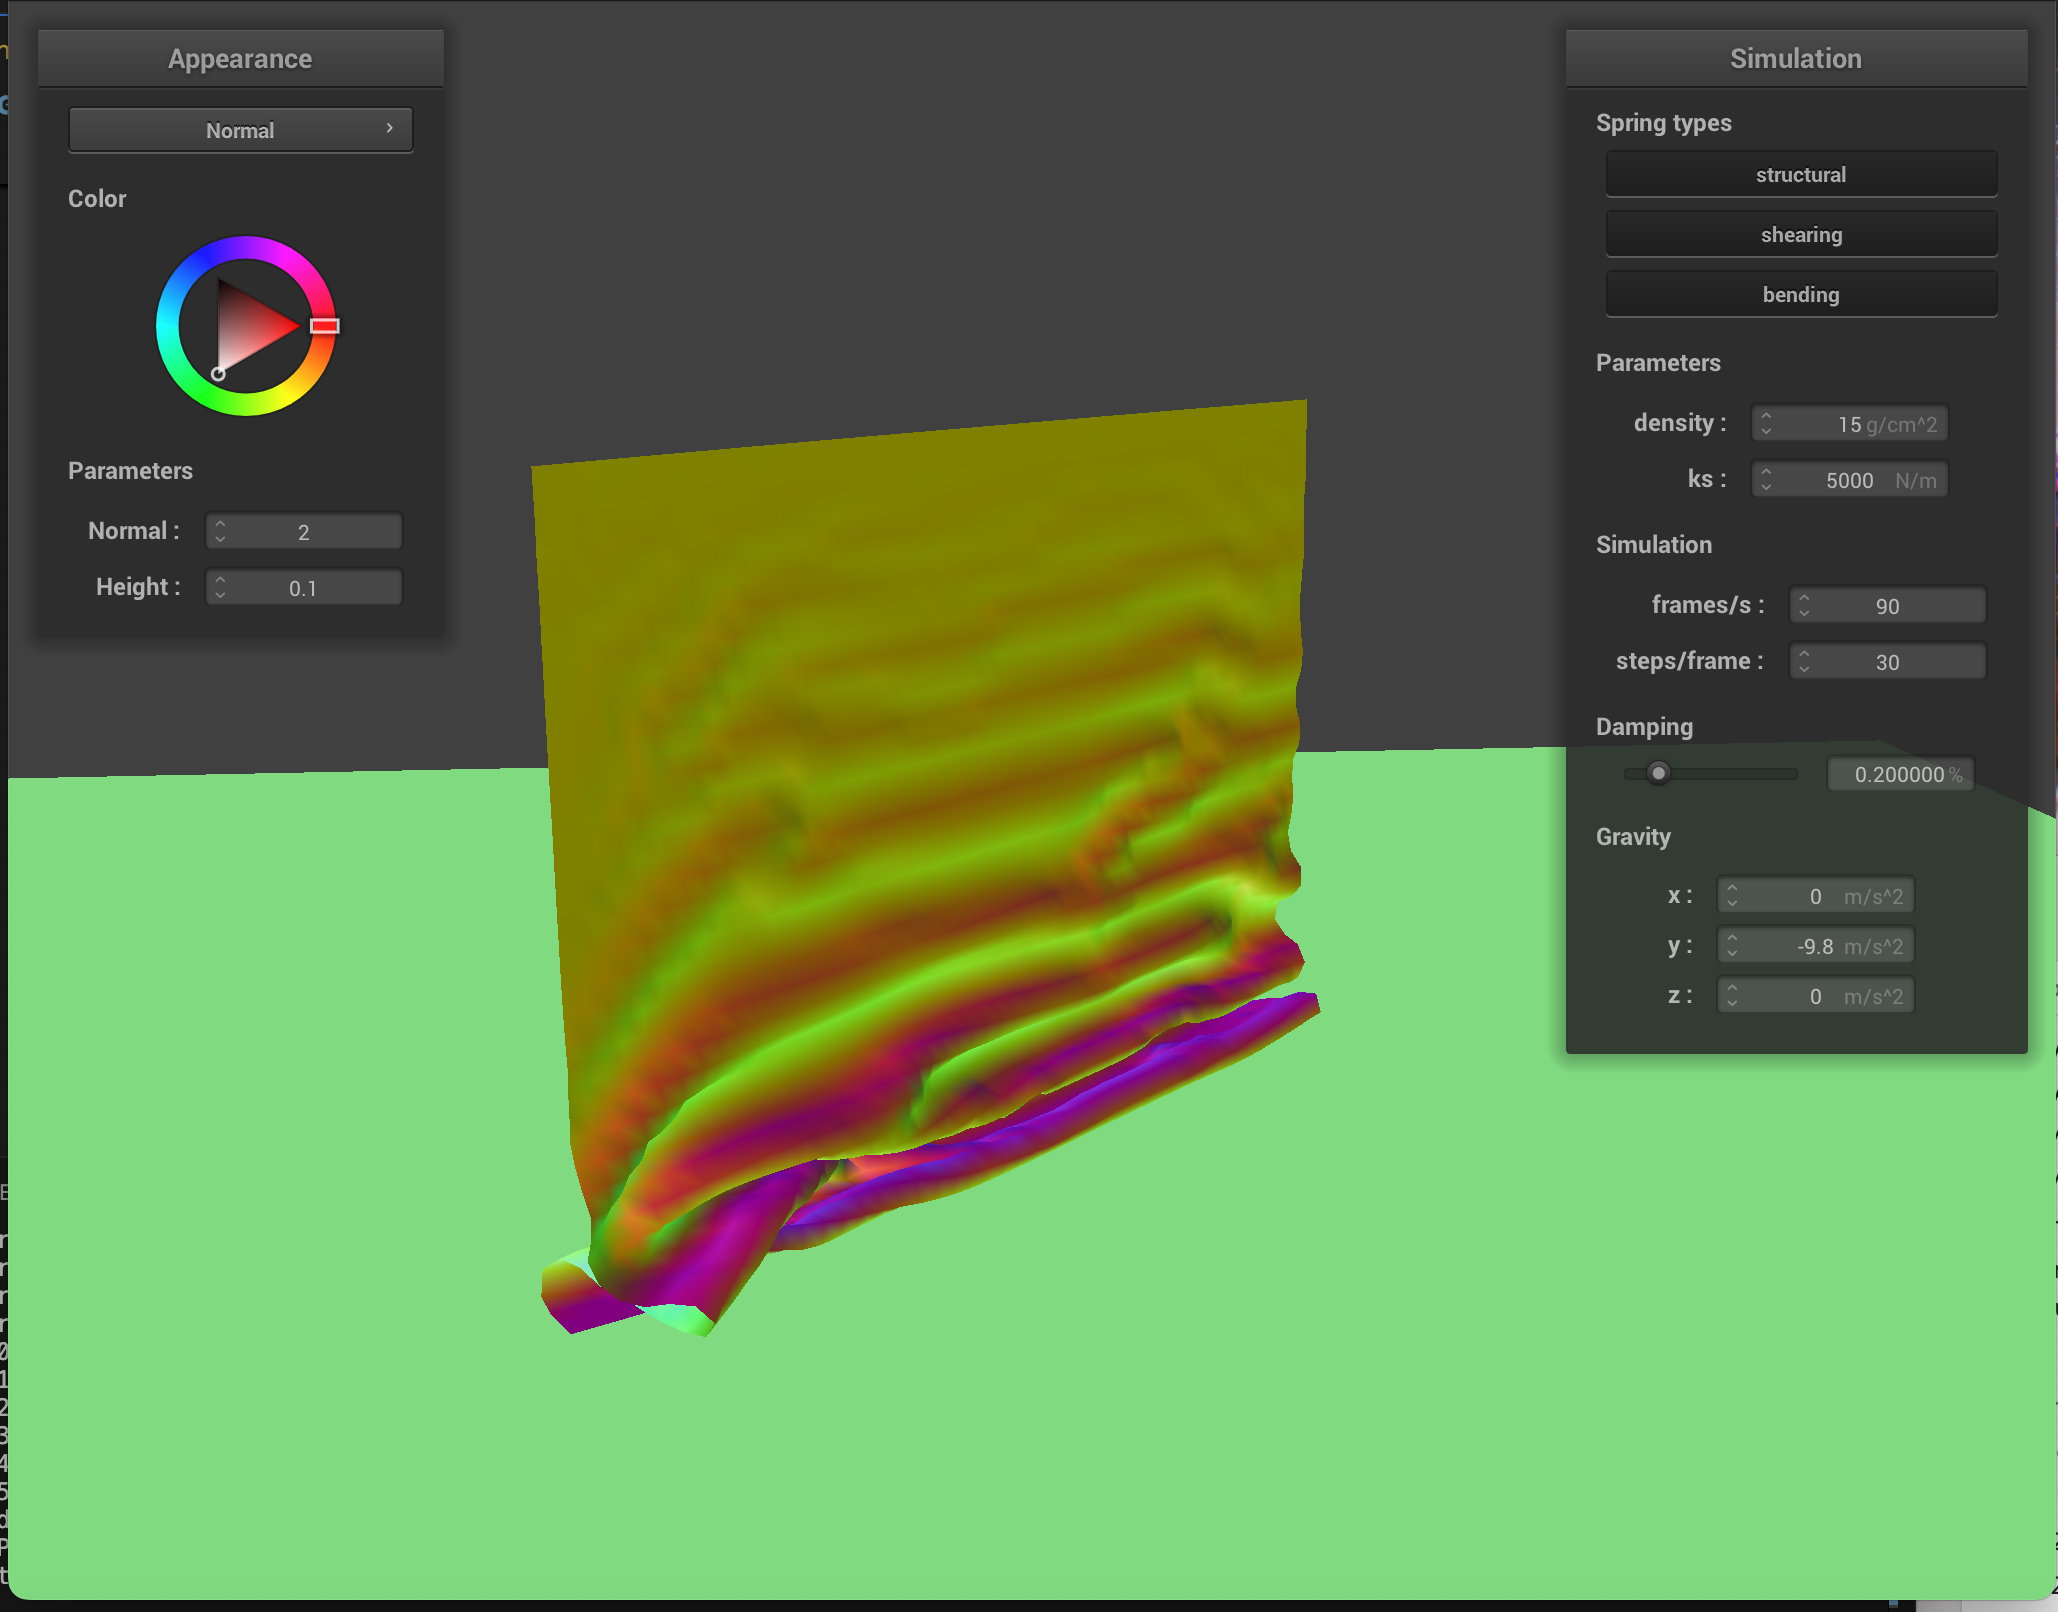 Appearance
Normal
Color
Parameters
Normal :
2
Height :
0.1
Simulation
Spring types
structural
shearing
bending
Parameters
density :
15 g/cm^2
ks :
5000 N/m
Simulation
frames/s :
90
steps/frame :
30
Damping
0.200000 %
Gravity
x :
0 m/s^2
y :
-9.8 m/s^2
z :
0 m/s^2